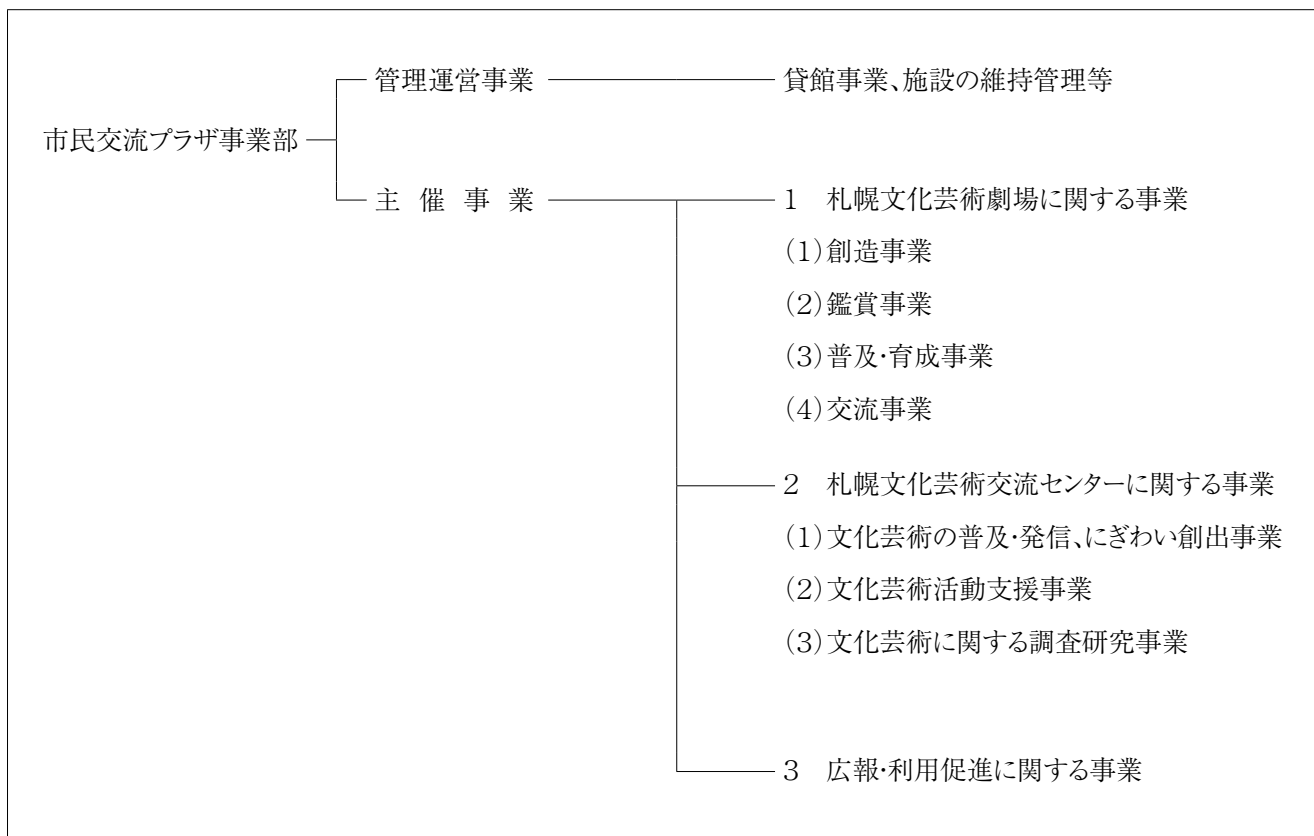 管理運営事業
貸館事業、施設の維持管理等
市民交流プラザ事業部
主催事業
1 札幌文化芸術劇場に関する事業
(1)創造事業
(2)鑑賞事業
(3)普及・育成事業
(4)交流事業
2 札幌文化芸術交流センターに関する事業
(1)文化芸術の普及・発信、にぎわい創出事業
(2)文化芸術活動支援事業
(3)文化芸術に関する調査研究事業
3 広報・利用促進に関する事業